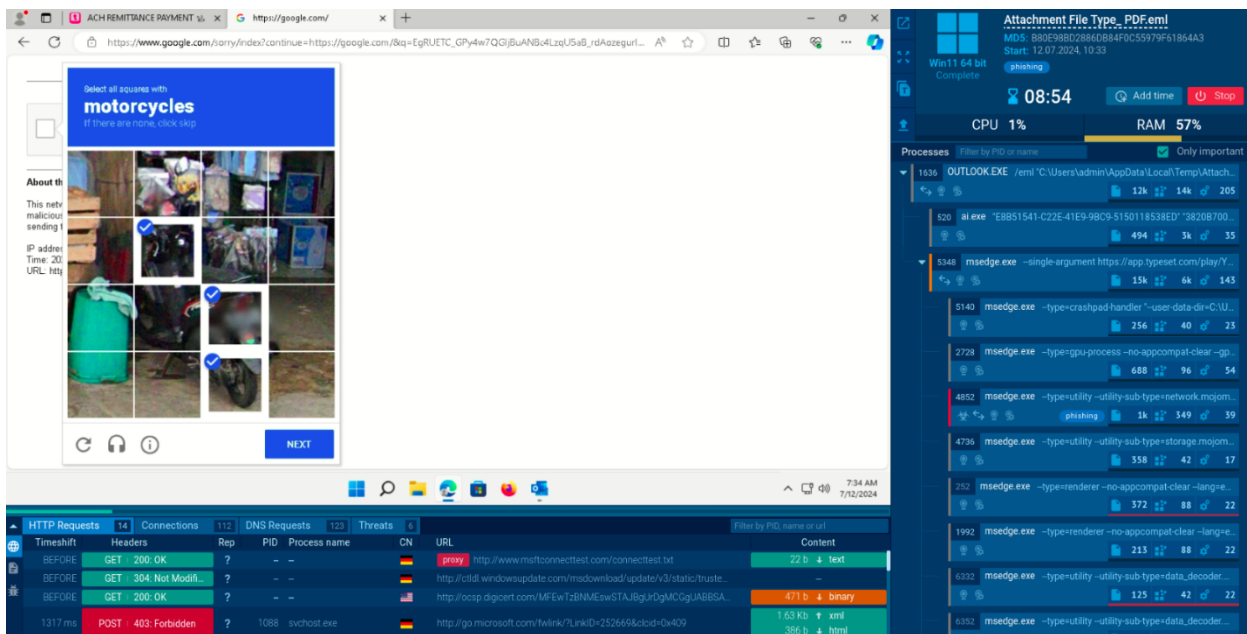 ACH REMITTANCE PAYMENT
https://google.com/
https://www.google.com/sorry/index?continue=https://google.com/&q=EgRUETC_GPy4w7QGIjBuANBc4LzqU5aB_rdAozegurl...
Select all squares with
motorcycles
If there are none, click skip
About th
This netw
malicious
sending t
IP addres
Time: 202
URL: http
NEXT
7:34 AM
7/12/2024
Attachment File Type_ PDF.eml
MD5: B80E98BD2886DB84F0C55979F61864A3
Start: 12.07.2024, 10:33
Win11 64 bit
Complete
phishing
08:54
Add time
Stop
CPU 1%
RAM 57%
Processes
Filter by PID or name
Only important
1636 OUTLOOK.EXE /eml "C:\Users\admin\AppData\Local\Temp\Attach...
12k 14k 205
520 ai.exe "E8B51541-C22E-41E9-9BC9-5150118538ED" "3820B700...
494 3k 35
5348 msedge.exe --single-argument https://app.typeset.com/play/Y...
15k 6k 143
5140 msedge.exe --type=crashpad-handler "--user-data-dir=C:\U...
256 40 23
2728 msedge.exe --type=gpu-process --no-appcompat-clear --gp...
688 96 54
4852 msedge.exe --type=utility --utility-sub-type=network.mojom...
phishing 1k 349 39
4736 msedge.exe --type=utility --utility-sub-type=storage.mojom...
358 42 17
252 msedge.exe --type=renderer --no-appcompat-clear --lang=e...
372 88 22
1992 msedge.exe --type=renderer --no-appcompat-clear --lang=e...
213 88 22
6332 msedge.exe --type=utility --utility-sub-type=data_decoder....
125 42 22
6352 msedge.exe --type=utility --utility-sub-type=data_decoder....
HTTP Requests 14 Connections 112 DNS Requests 123 Threats 6
Filter by PID, name or url
Timeshift Headers Rep PID Process name CN URL Content
BEFORE GET 200: OK ? – – proxy http://www.msftconnecttest.com/connecttest.txt 22 b text
BEFORE GET 304: Not Modifi... ? – – http://ctldl.windowsupdate.com/msdownload/update/v3/static/truste... –
BEFORE GET 200: OK ? – – http://ocsp.digicert.com/MFEwTzBNMEswSTAJBgUrDgMCGgUABBSA... 471 b binary
1317 ms POST 403: Forbidden ? 1088 svchost.exe http://go.microsoft.com/fwlink/?LinkID=252669&clcid=0x409 1.63 Kb xml
386 b html